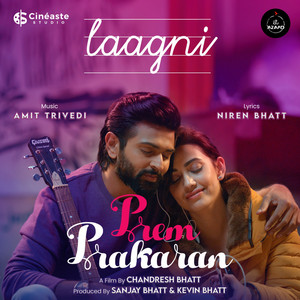 Cinéaste
STUDIO
laagni
Music
AMIT TRIVEDI
Lyrics
NIREN BHATT
Prem
Prakaran
A Film By CHANDRESH BHATT
Produced By SANJAY BHATT & KEVIN BHATT